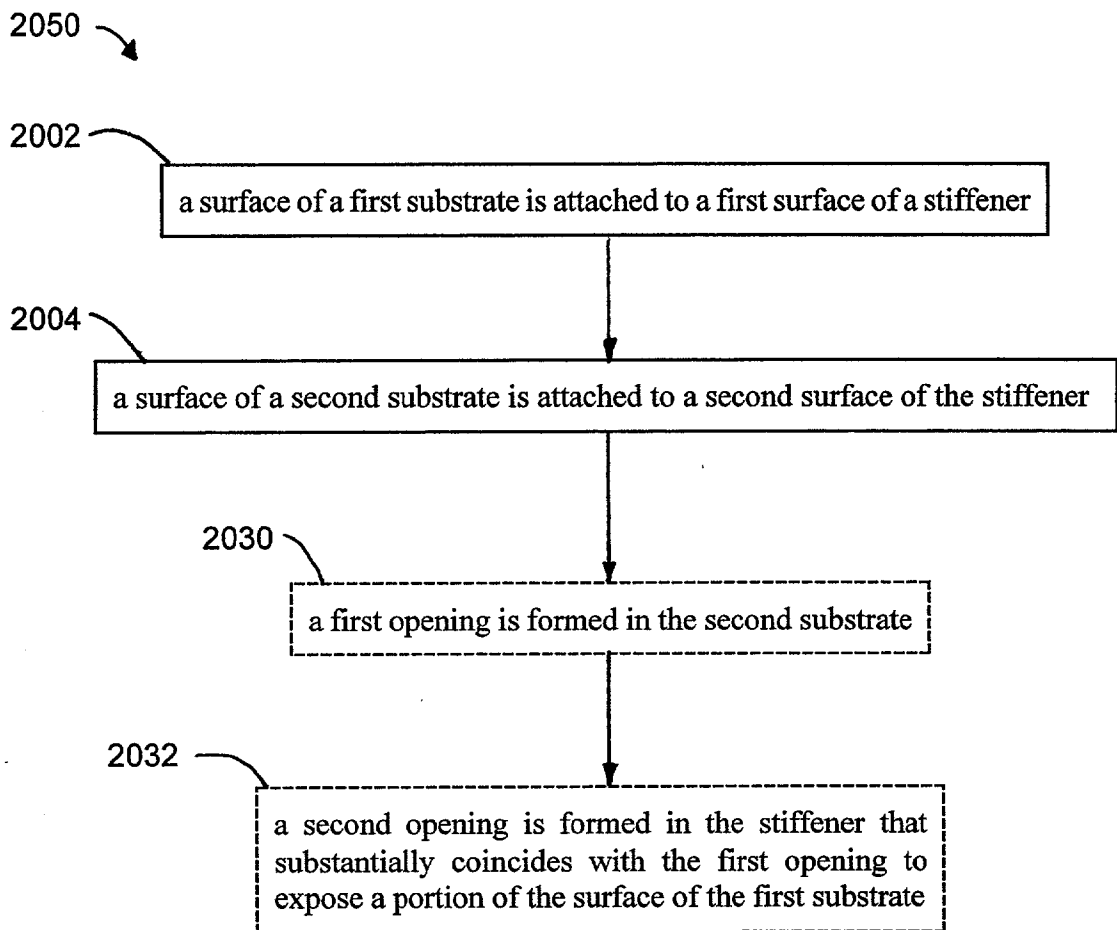 2050
2002
a surface of a first substrate is attached to a first surface of a stiffener
2004
a surface of a second substrate is attached to a second surface of the stiffener
2030
a first opening is formed in the second substrate
2032
a second opening is formed in the stiffener that
substantially coincides with the first opening to
expose a portion of the surface of the first substrate